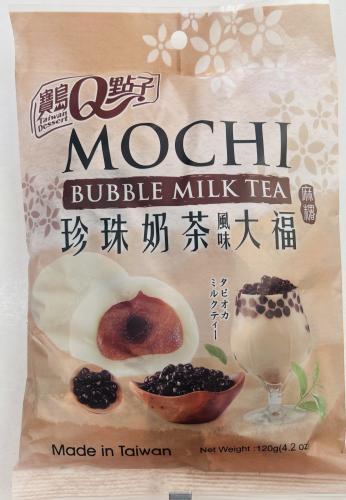 寶島
Q點子
Taiwan
Dessert
MOCHI
BUBBLE MILK TEA
麻糬
珍珠奶茶風味大福
タピオカ
ミルクティー
Made in Taiwan
Net Weight : 120g(4.2 oz)